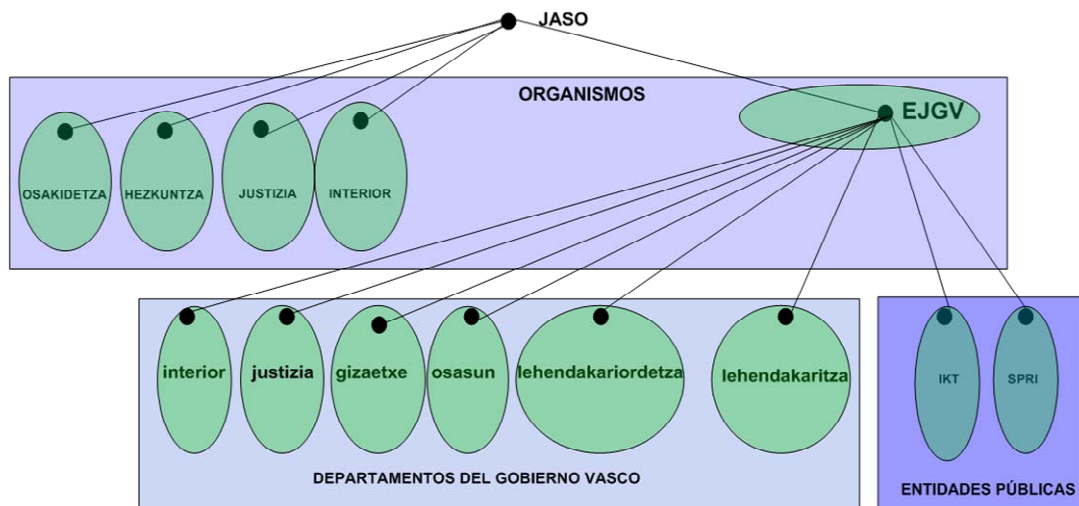 JASO
ORGANISMOS
EJGV
OSAKIDETZA
HEZKUNTZA
JUSTIZIA
INTERIOR
interior
justizia
gizaetxe
osasun
lehendakariordetza
lehendakaritza
IKT
SPRI
DEPARTAMENTOS DEL GOBIERNO VASCO
ENTIDADES PÚBLICAS